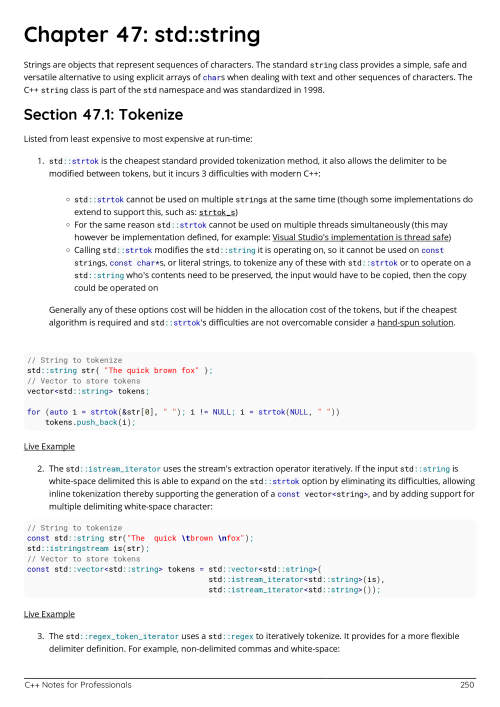 Chapter 47: std::string
Strings are objects that represent sequences of characters. The standard string class provides a simple, safe and
versatile alternative to using explicit arrays of chars when dealing with text and other sequences of characters. The
C++ string class is part of the std namespace and was standardized in 1998.
Section 47.1: Tokenize
Listed from least expensive to most expensive at run-time:
1. std::strtok is the cheapest standard provided tokenization method, it also allows the delimiter to be
modified between tokens, but it incurs 3 difficulties with modern C++:
std::strtok cannot be used on multiple strings at the same time (though some implementations do
extend to support this, such as: strtok_s)
For the same reason std::strtok cannot be used on multiple threads simultaneously (this may
however be implementation defined, for example: Visual Studio's implementation is thread safe)
Calling std::strtok modifies the std::string it is operating on, so it cannot be used on const
strings, const char*s, or literal strings, to tokenize any of these with std::strtok or to operate on a
std::string who's contents need to be preserved, the input would have to be copied, then the copy
could be operated on
Generally any of these options cost will be hidden in the allocation cost of the tokens, but if the cheapest
algorithm is required and std::strtok's difficulties are not overcomable consider a hand-spun solution.
// String to tokenize
std::string str{ "The quick brown fox" };
// Vector to store tokens
vector<std::string> tokens;
for (auto i = strtok(&str[0], " "); i != NULL; i = strtok(NULL, " "))
tokens.push_back(i);
Live Example
2. The std::istream_iterator uses the stream's extraction operator iteratively. If the input std::string is
white-space delimited this is able to expand on the std::strtok option by eliminating its difficulties, allowing
inline tokenization thereby supporting the generation of a const vector<string>, and by adding support for
multiple delimiting white-space character:
// String to tokenize
const std::string str("The  quick \tbrown \nfox");
std::istringstream is(str);
// Vector to store tokens
const std::vector<std::string> tokens = std::vector<std::string>(
std::istream_iterator<std::string>(is),
std::istream_iterator<std::string>());
Live Example
3. The std::regex_token_iterator uses a std::regex to iteratively tokenize. It provides for a more flexible
delimiter definition. For example, non-delimited commas and white-space:
C++ Notes for Professionals 250